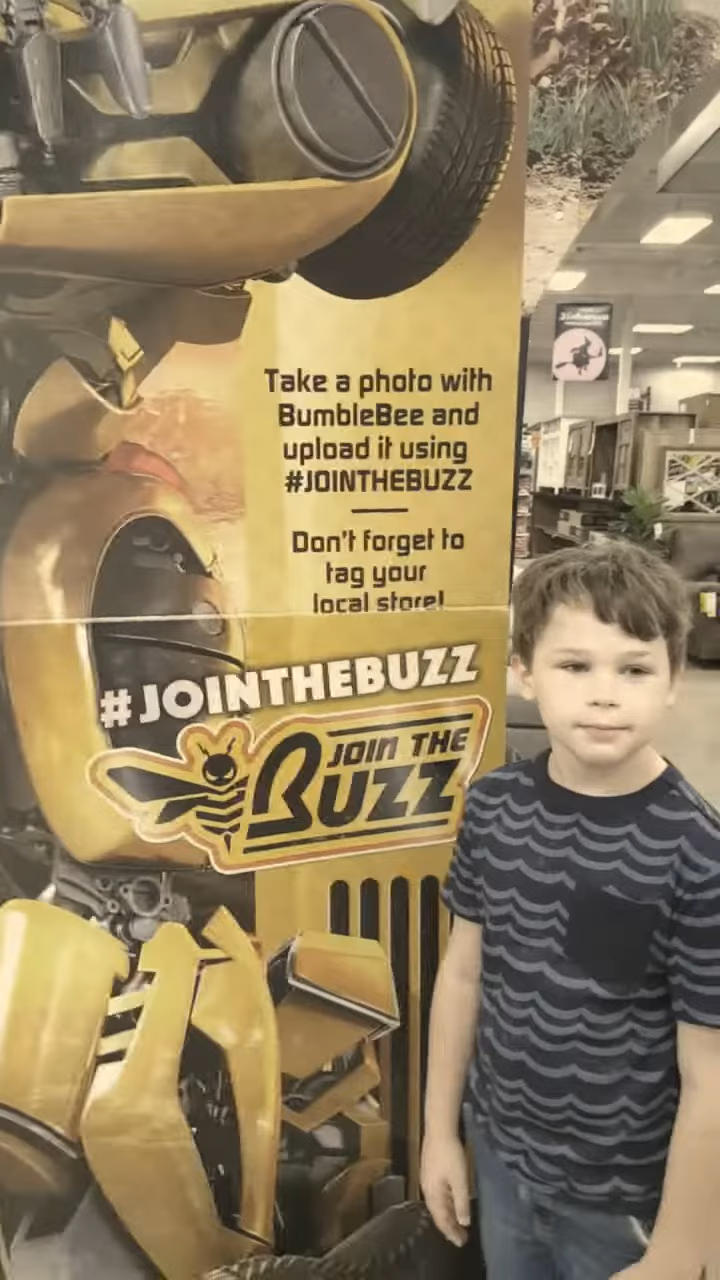 Take a photo with
BumbleBee and
upload it using
#JOINTHEBUZZ
Don't forget to
tag your
local store!
#JOINTHEBUZZ
JOIN THE
BUZZ